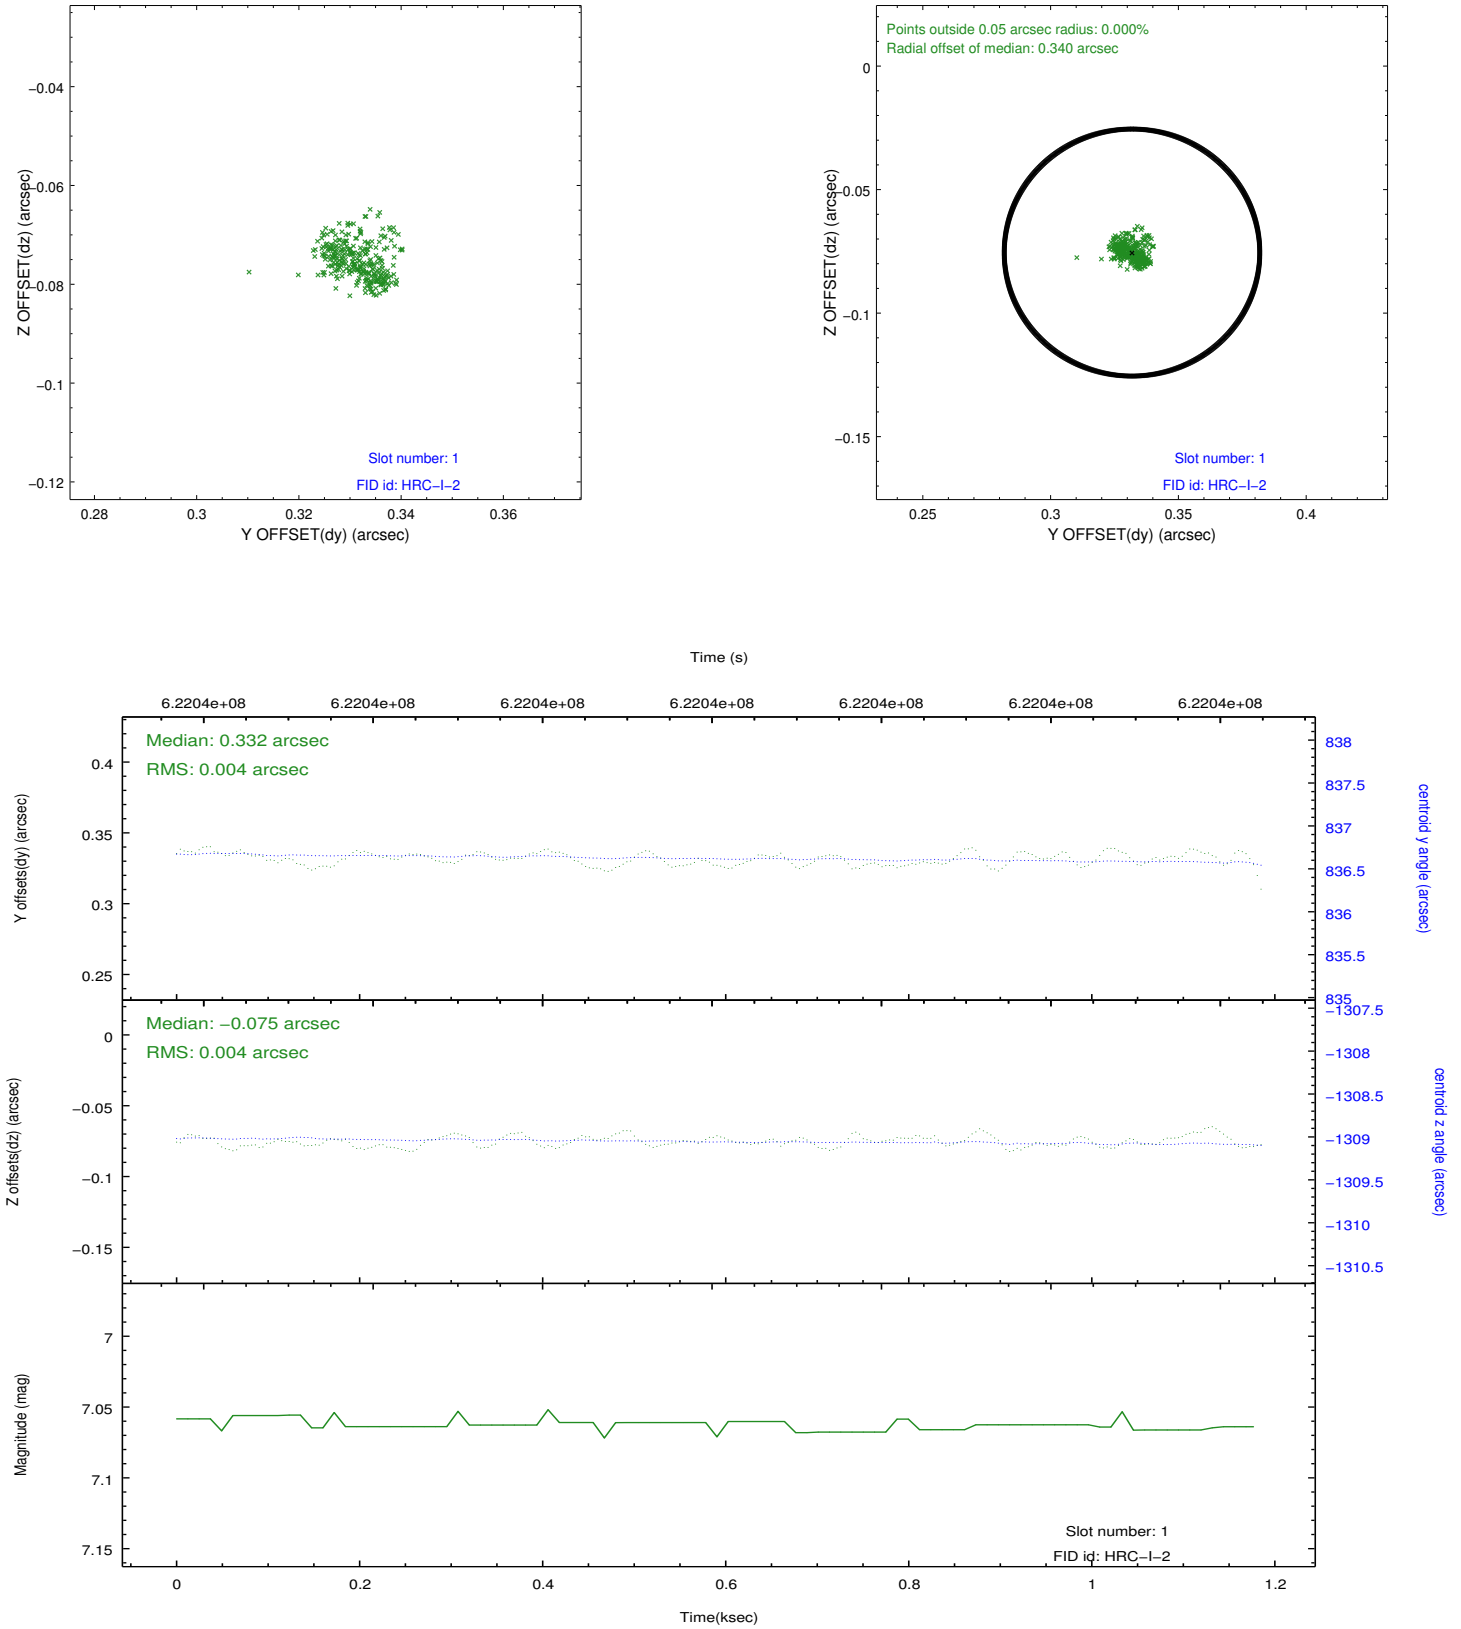 −0.04
−0.06
−0.08
−0.1
−0.12
Z OFFSET(dz) (arcsec)
Slot number: 1
FID id: HRC−I−2
0.28
0.3
0.32
0.34
0.36
Y OFFSET(dy) (arcsec)
Points outside 0.05 arcsec radius: 0.000%
Radial offset of median: 0.340 arcsec
0
−0.05
−0.1
−0.15
Z OFFSET(dz) (arcsec)
Slot number: 1
FID id: HRC−I−2
0.25
0.3
0.35
0.4
Y OFFSET(dy) (arcsec)
Time (s)
6.2204e+08
6.2204e+08
6.2204e+08
6.2204e+08
6.2204e+08
6.2204e+08
6.2204e+08
Median: 0.332 arcsec
RMS: 0.004 arcsec
0.4
0.35
0.3
0.25
Y offsets(dy) (arcsec)
838
837.5
837
836.5
836
835.5
835
centroid y angle (arcsec)
Median: −0.075 arcsec
RMS: 0.004 arcsec
0
−0.05
−0.1
−0.15
Z offsets(dz) (arcsec)
−1307.5
−1308
−1308.5
−1309
−1309.5
−1310
−1310.5
centroid z angle (arcsec)
7
7.05
7.1
7.15
Magnitude (mag)
Slot number: 1
FID id: HRC−I−2
0
0.2
0.4
0.6
0.8
1
1.2
Time(ksec)